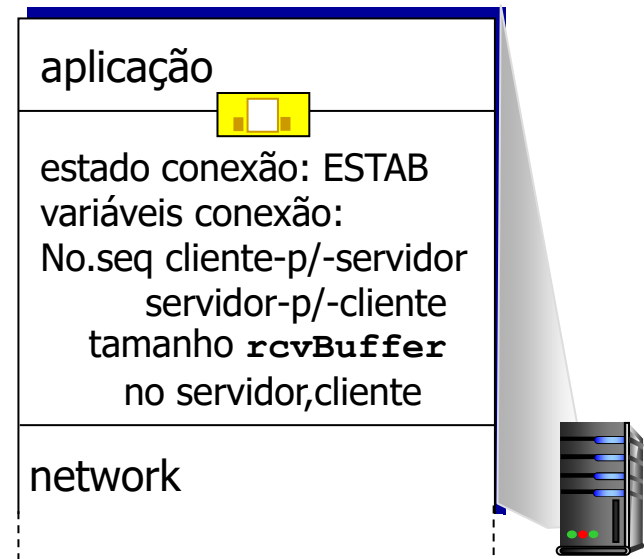 aplicação
estado conexão: ESTAB
variáveis conexão:
No.seq cliente-p/-servidor
servidor-p/-cliente
tamanho rcvBuffer
no servidor,cliente
network